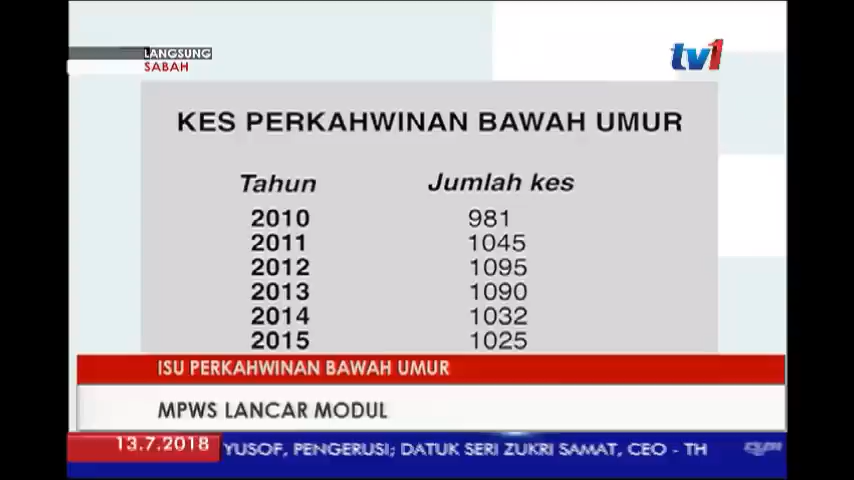 LANGSUNG
SABAH
tv1
KES PERKAHWINAN BAWAH UMUR
Tahun Jumlah kes
2010 981
2011 1045
2012 1095
2013 1090
2014 1032
2015 1025
ISU PERKAHWINAN BAWAH UMUR
MPWS LANCAR MODUL
13.7.2018 YUSOF, PENGERUSI; DATUK SERI ZUKRI SAMAT, CEO - TH